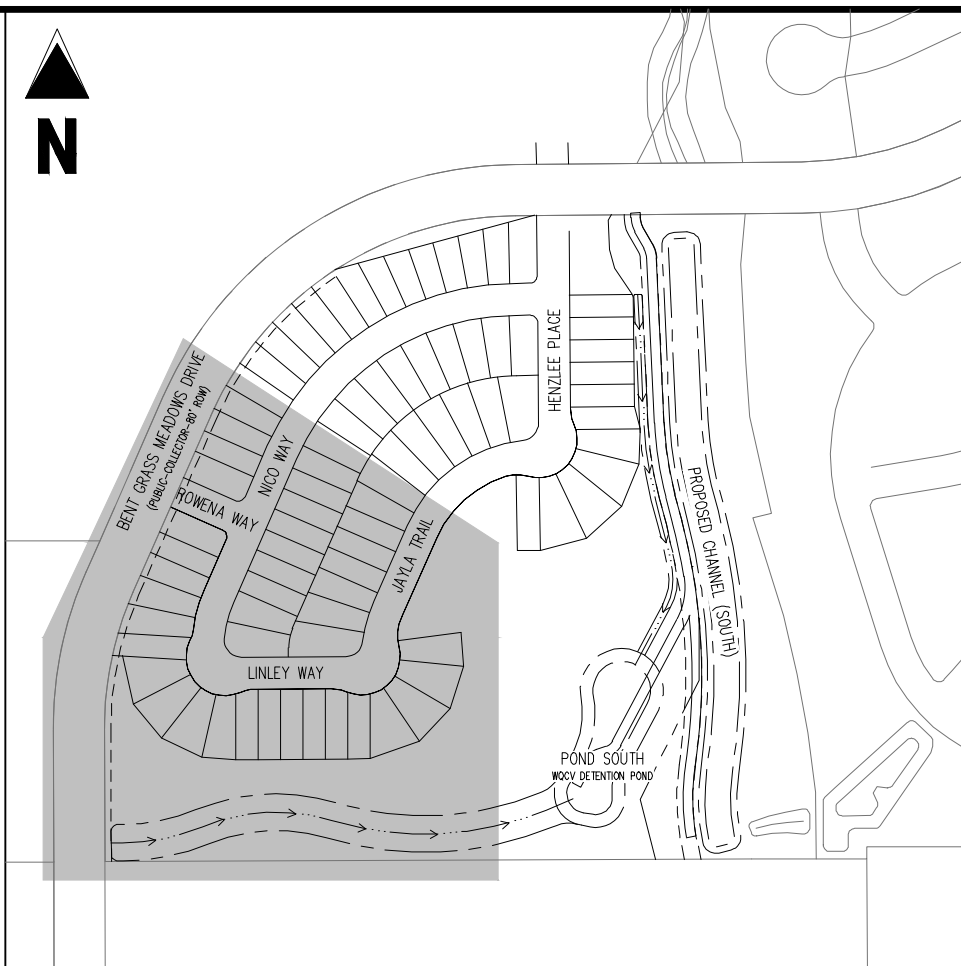 N
HENZLEE PLACE
BENT GRASS MEADOWS DRIVE
(PUBLIC-COLLECTOR-80' ROW)
NICO WAY
ROWENA WAY
JAYLA TRAIL
PROPOSED CHANNEL (SOUTH)
LINLEY WAY
POND SOUTH
WQCV DETENTION POND